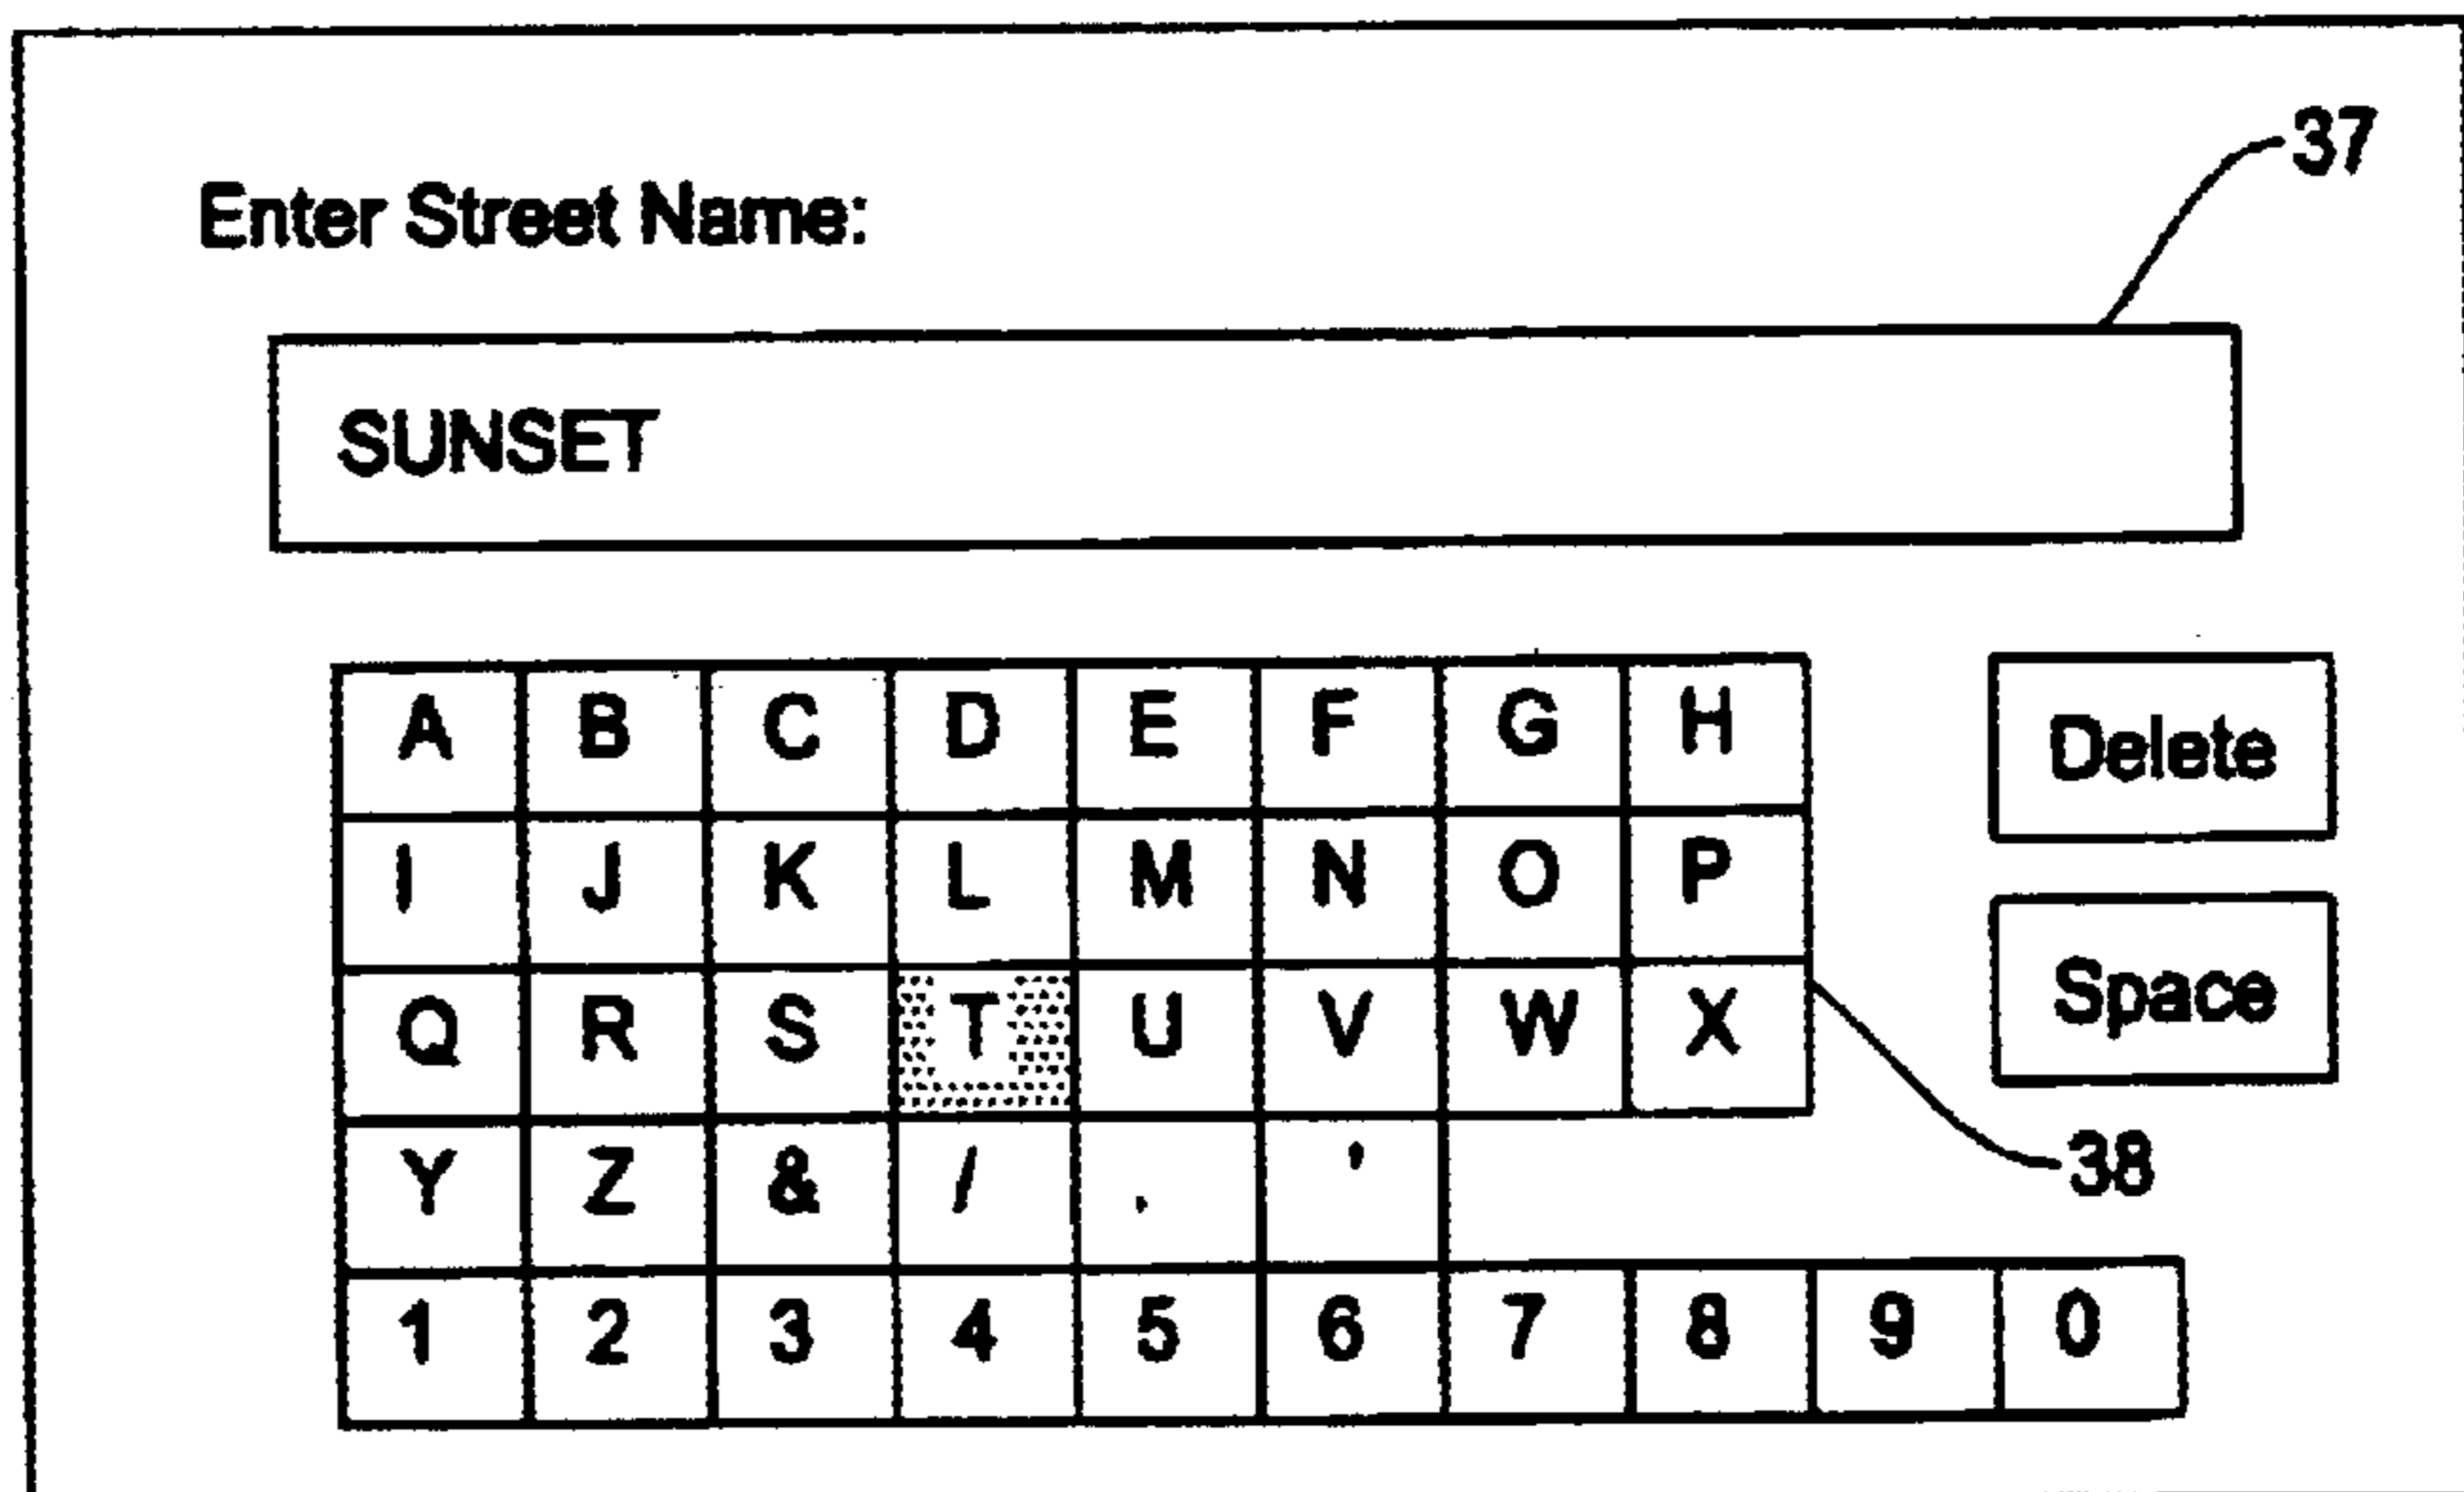 37
Enter Street Name:
SUNSET
A B C D E F G H
Delete
I J K L M N O P
Q R S T U V W X
Space
Y Z & / . '
38
1 2 3 4 5 6 7 8 9 0